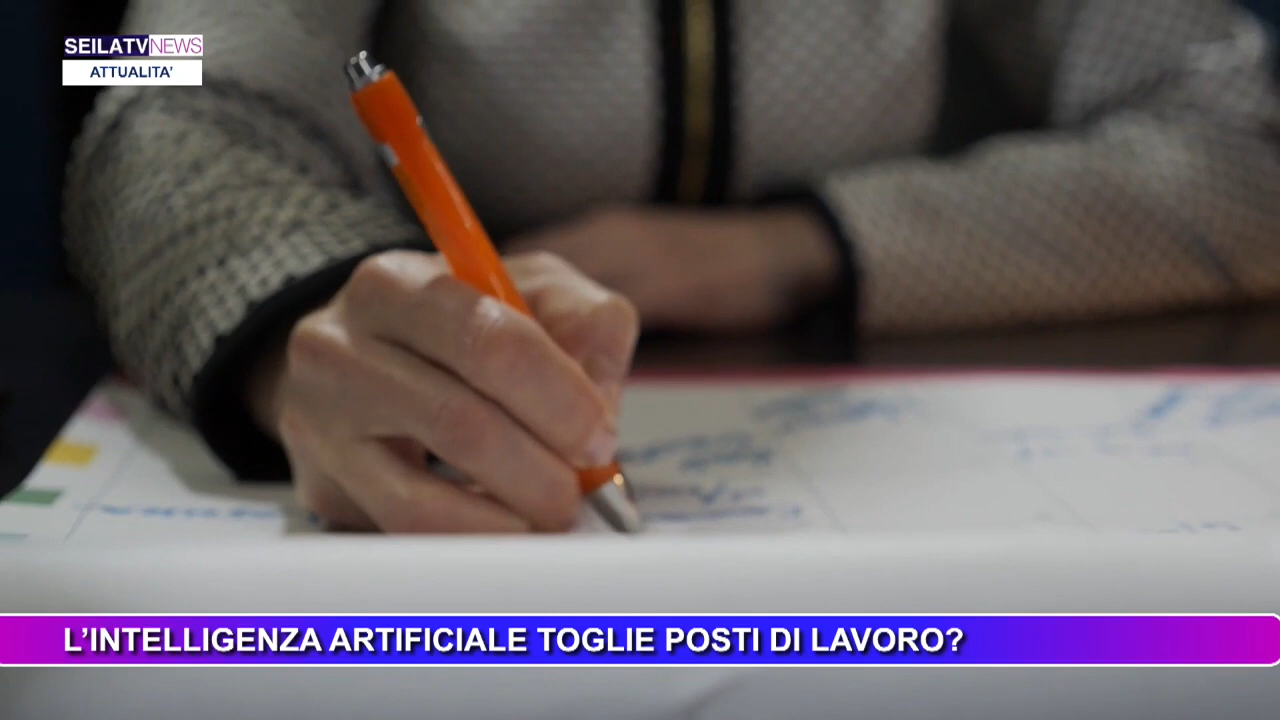 SEILATVNEWS
ATTUALITA'
L'INTELLIGENZA ARTIFICIALE TOGLIE POSTI DI LAVORO?